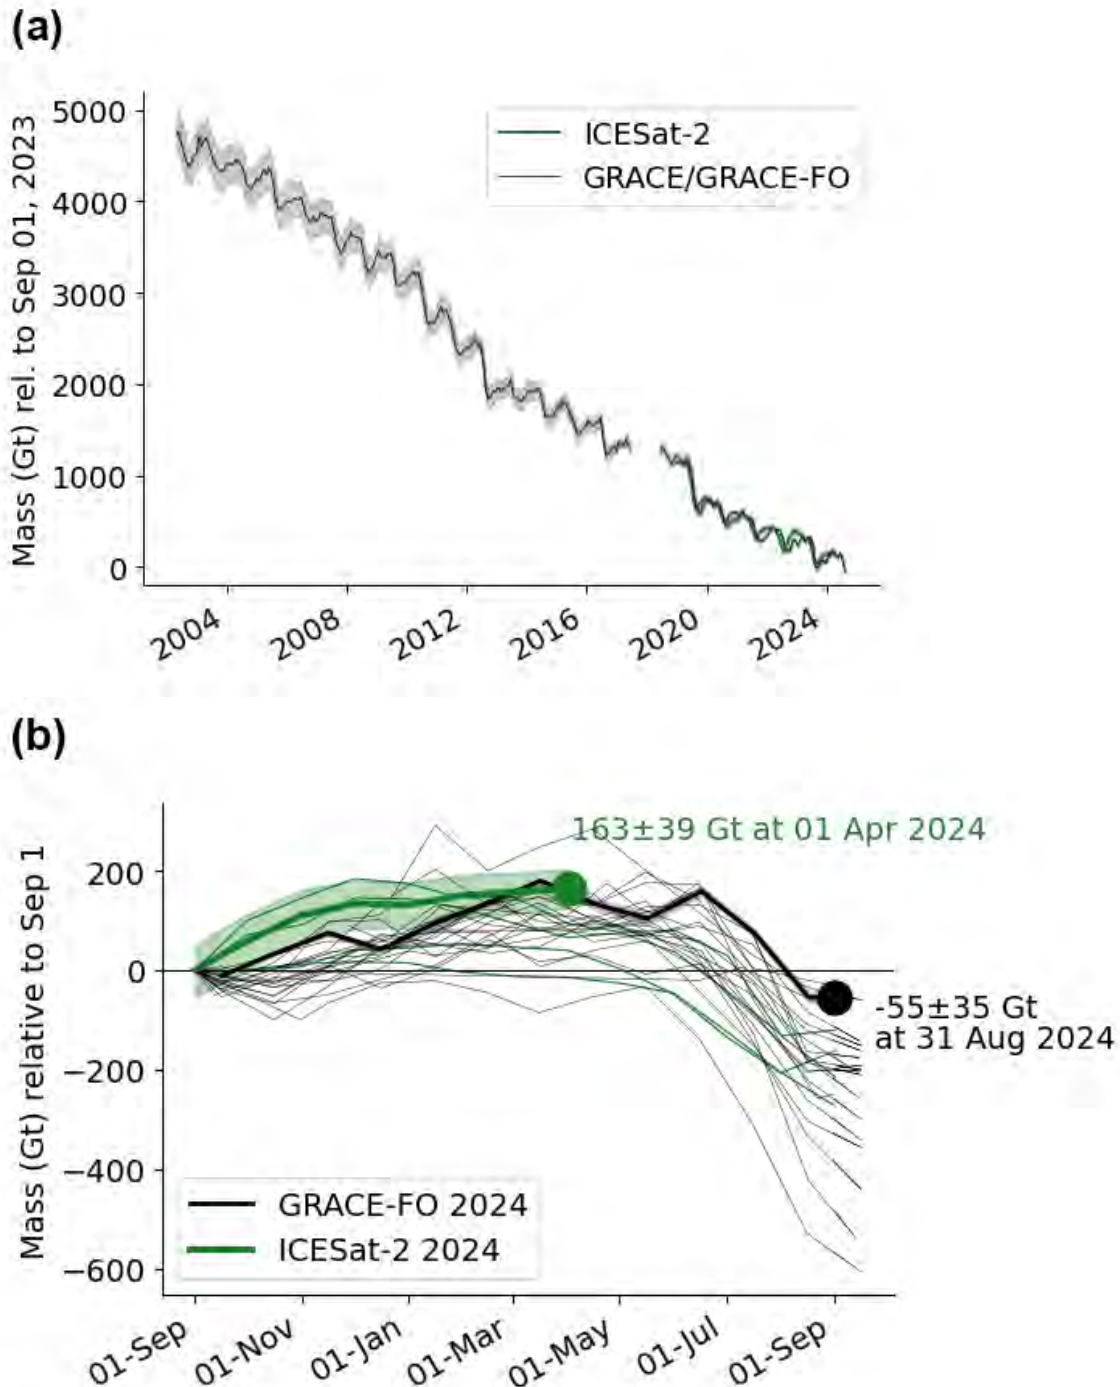 (a)
Mass (Gt) rel. to Sep 01, 2023
5000
4000
3000
2000
1000
0
ICESat-2
GRACE/GRACE-FO
2004
2008
2012
2016
2020
2024
(b)
Mass (Gt) relative to Sep 1
200
0
−200
−400
−600
163±39 Gt at 01 Apr 2024
-55±35 Gt
at 31 Aug 2024
GRACE-FO 2024
ICESat-2 2024
01-Sep
01-Nov
01-Jan
01-Mar
01-May
01-Jul
01-Sep